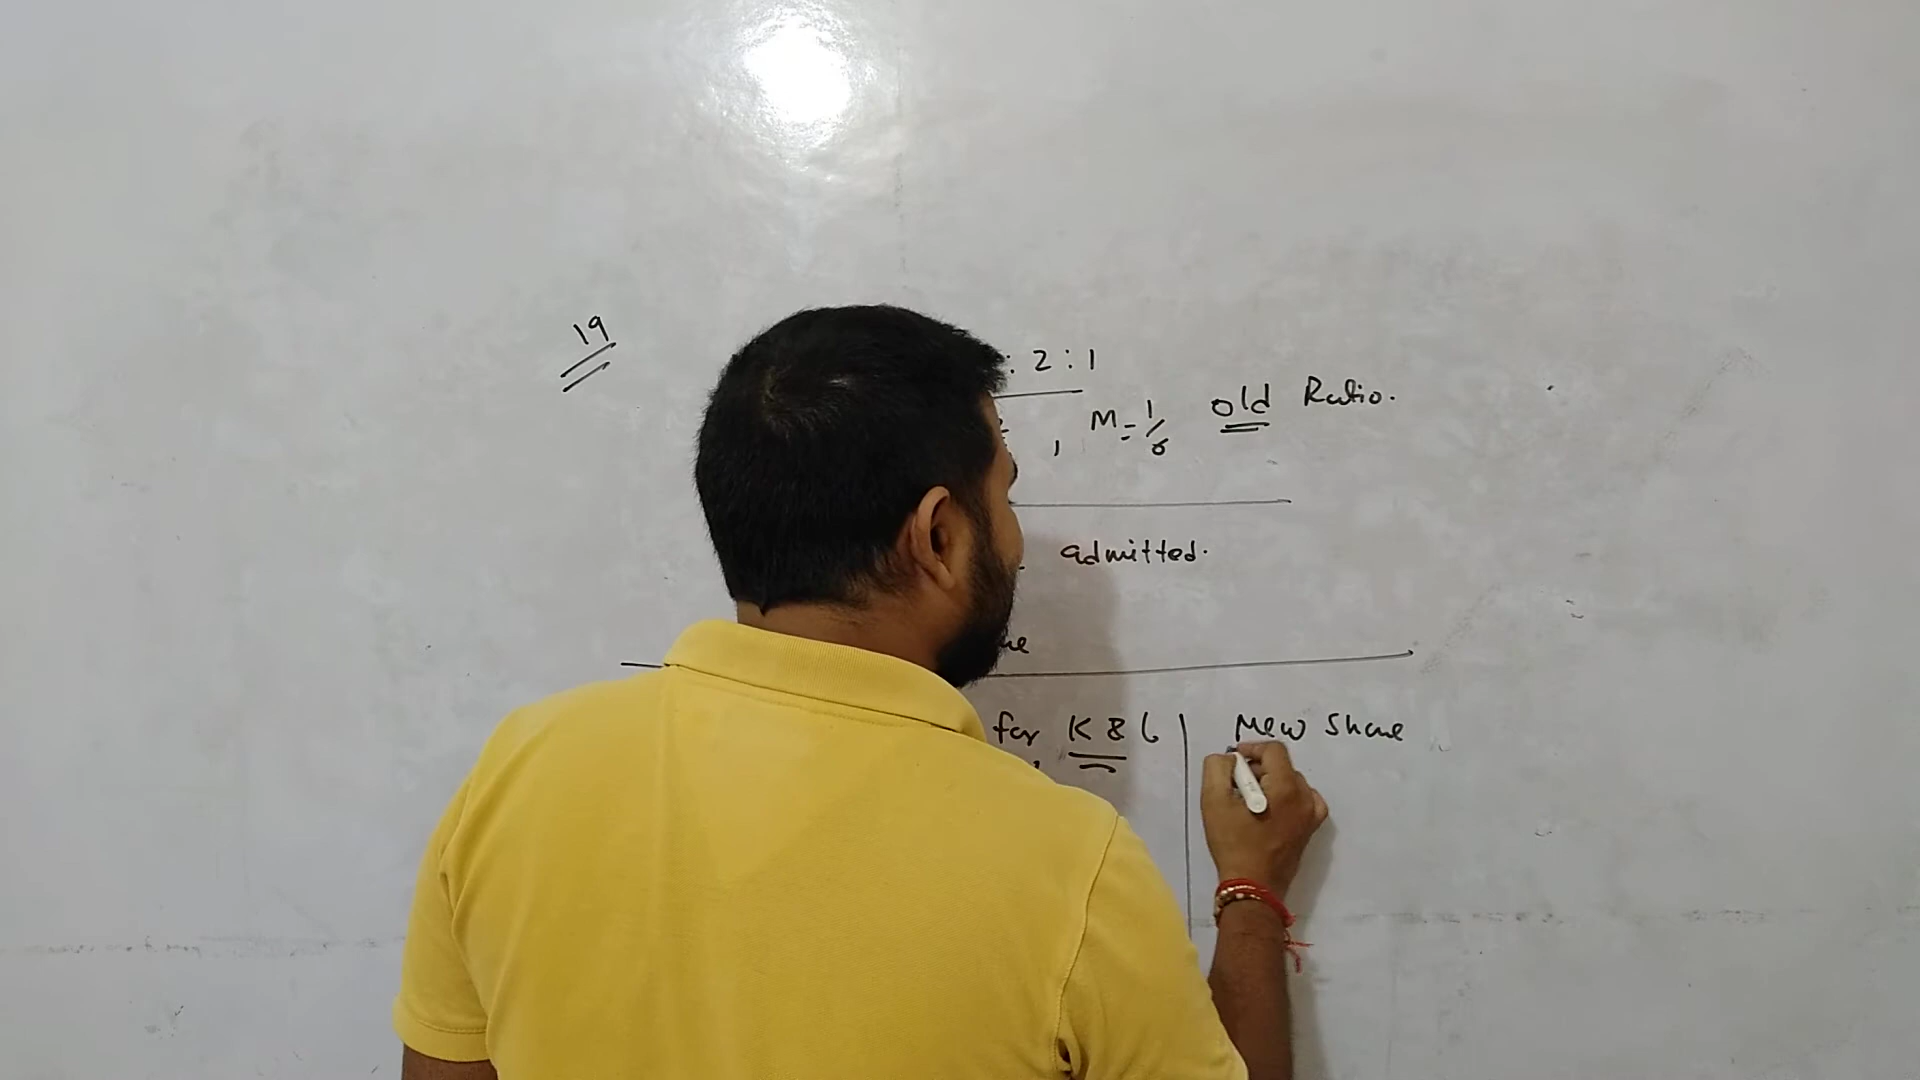 19
: 2 : 1
, M = 1/6 old Ratio.
admitted.
for K & L | New Share